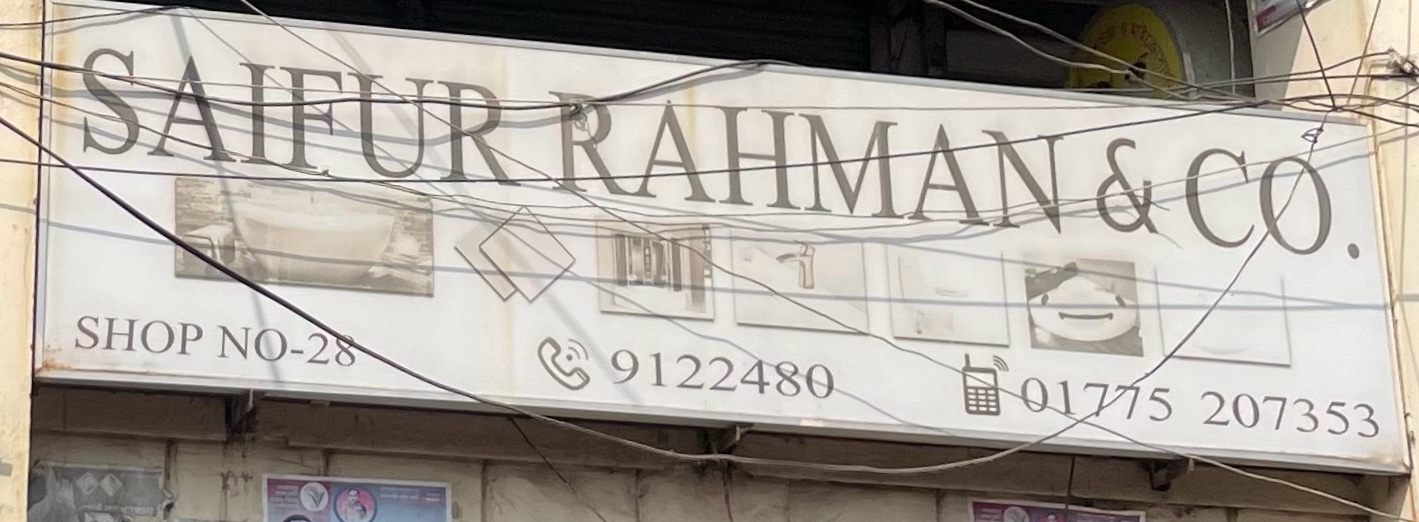 SAIFUR RAHMAN & CO.
SHOP NO-28
9122480
01775 207353